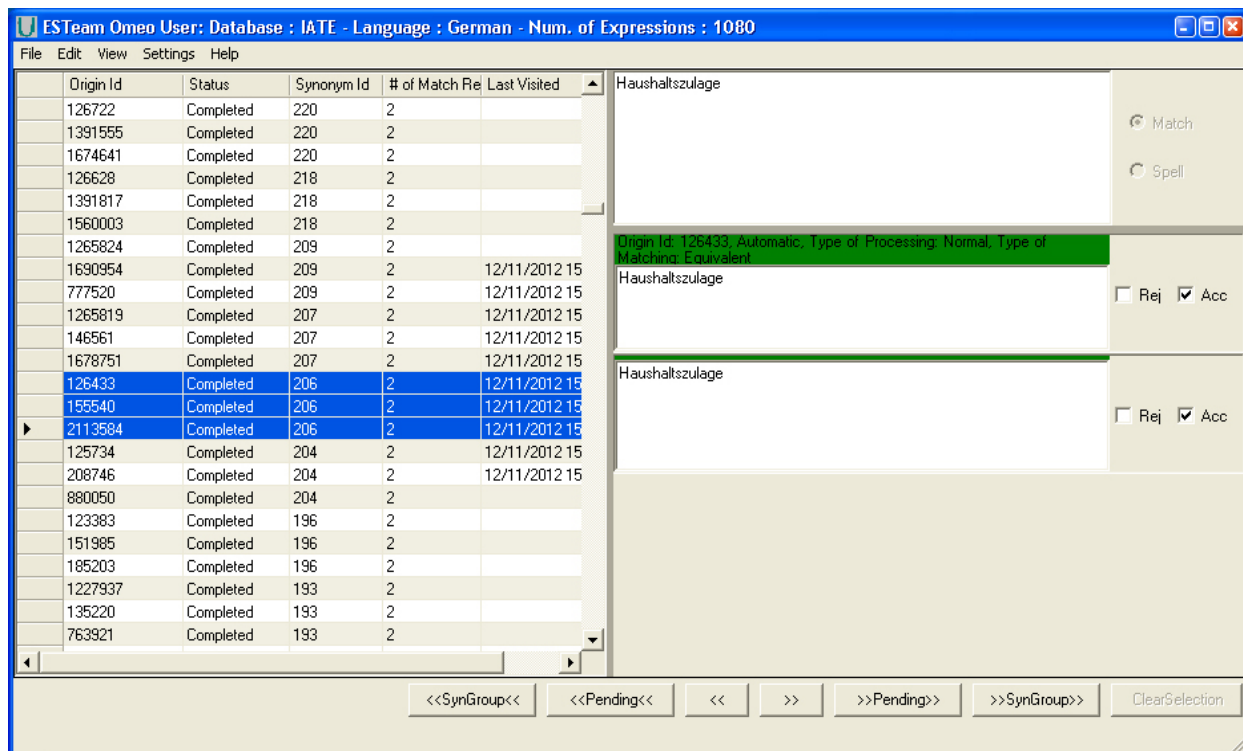 ESTeam Omeo User: Database : IATE - Language : German - Num. of Expressions : 1080
File Edit View Settings Help
Origin Id Status Synonym Id # of Match Re Last Visited
126722 Completed 220 2
1391555 Completed 220 2
1674641 Completed 220 2
126628 Completed 218 2
1391817 Completed 218 2
1560003 Completed 218 2
1265824 Completed 209 2
1690954 Completed 209 2 12/11/2012 15
777520 Completed 209 2 12/11/2012 15
1265819 Completed 207 2 12/11/2012 15
146561 Completed 207 2 12/11/2012 15
1678751 Completed 207 2 12/11/2012 15
126433 Completed 206 2 12/11/2012 15
155540 Completed 206 2 12/11/2012 15
2113584 Completed 206 2 12/11/2012 15
125734 Completed 204 2 12/11/2012 15
208746 Completed 204 2 12/11/2012 15
880050 Completed 204 2
123383 Completed 196 2
151985 Completed 196 2
185203 Completed 196 2
1227937 Completed 193 2
135220 Completed 193 2
763921 Completed 193 2
Haushaltszulage
Match
Spell
Origin Id: 126433, Automatic, Type of Processing: Normal, Type of
Matching: Equivalent
Haushaltszulage
Rej Acc
Haushaltszulage
Rej Acc
<<SynGroup<< <<Pending<< << >> >>Pending>> >>SynGroup>> ClearSelection